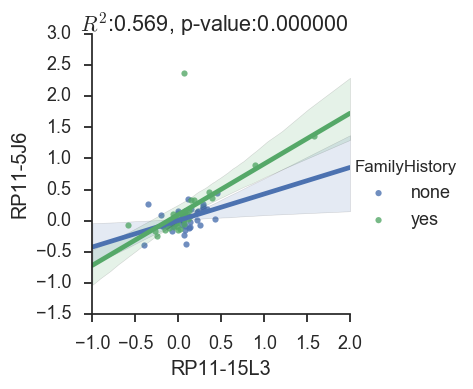 R²:0.569, p-value:0.000000
3.0
2.5
2.0
1.5
1.0
0.5
0.0
−0.5
−1.0
−1.5
RP11-5J6
−1.0 −0.5 0.0 0.5 1.0 1.5 2.0
RP11-15L3
FamilyHistory
none
yes